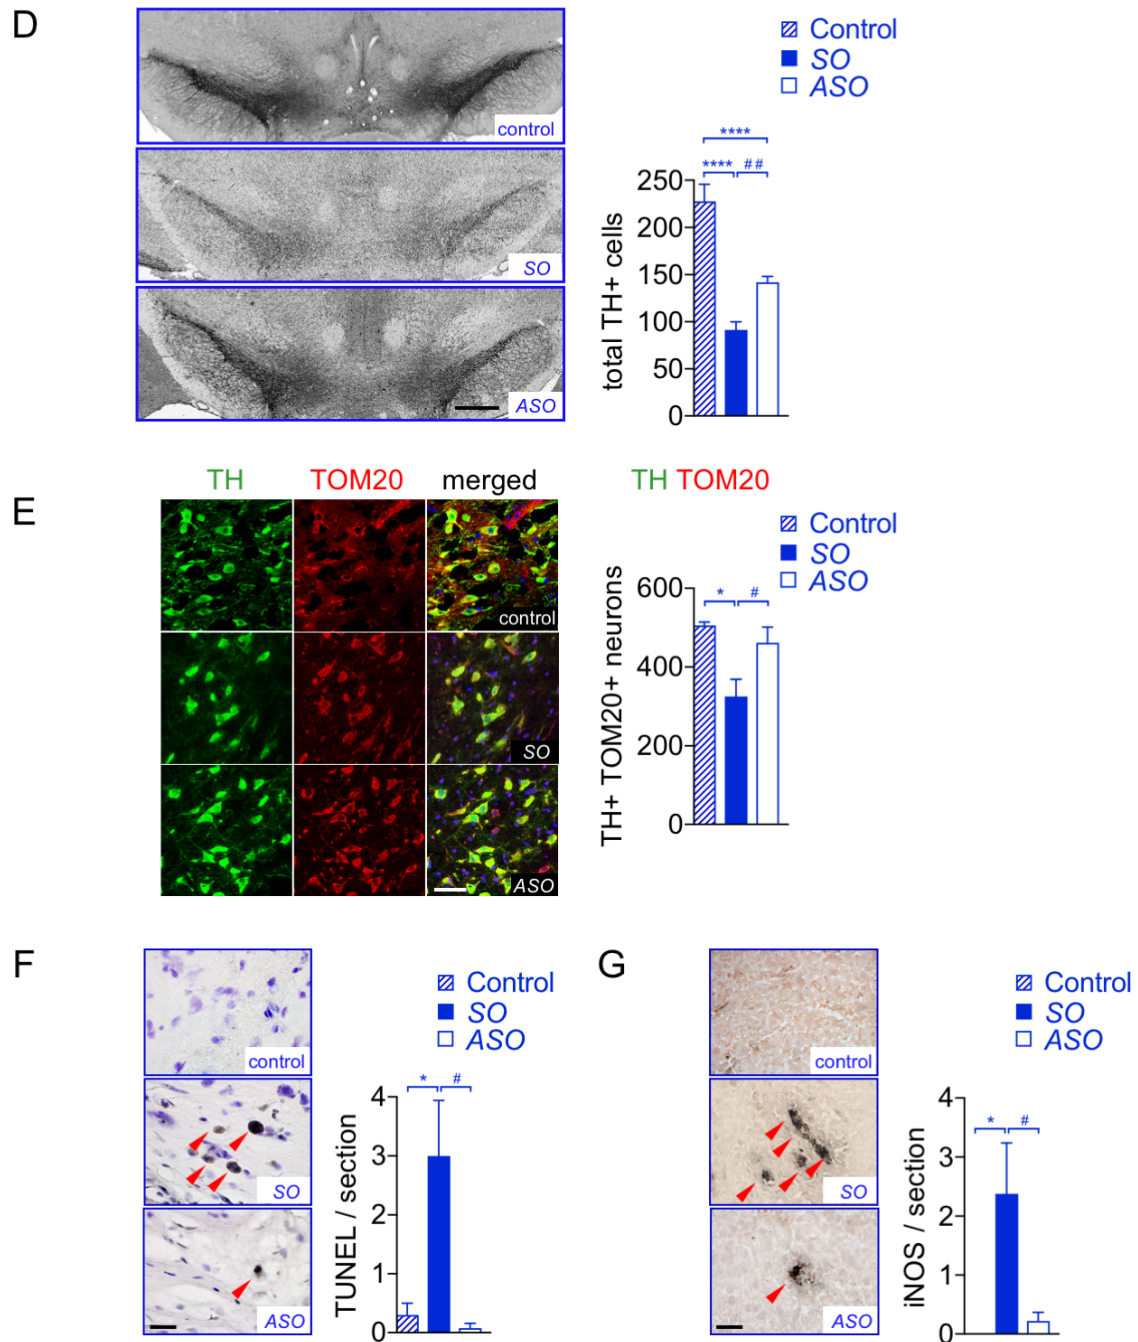 D
control
SO
ASO
Control
SO
ASO
****
**** ##
250
200
150
100
50
0
total TH+ cells
E
TH TOM20 merged
control
SO
ASO
TH TOM20
Control
SO
ASO
* #
600
400
200
0
TH+ TOM20+ neurons
F
control
SO
ASO
Control
SO
ASO
* #
4
3
2
1
0
TUNEL / section
G
control
SO
ASO
Control
SO
ASO
* #
4
3
2
1
0
iNOS / section